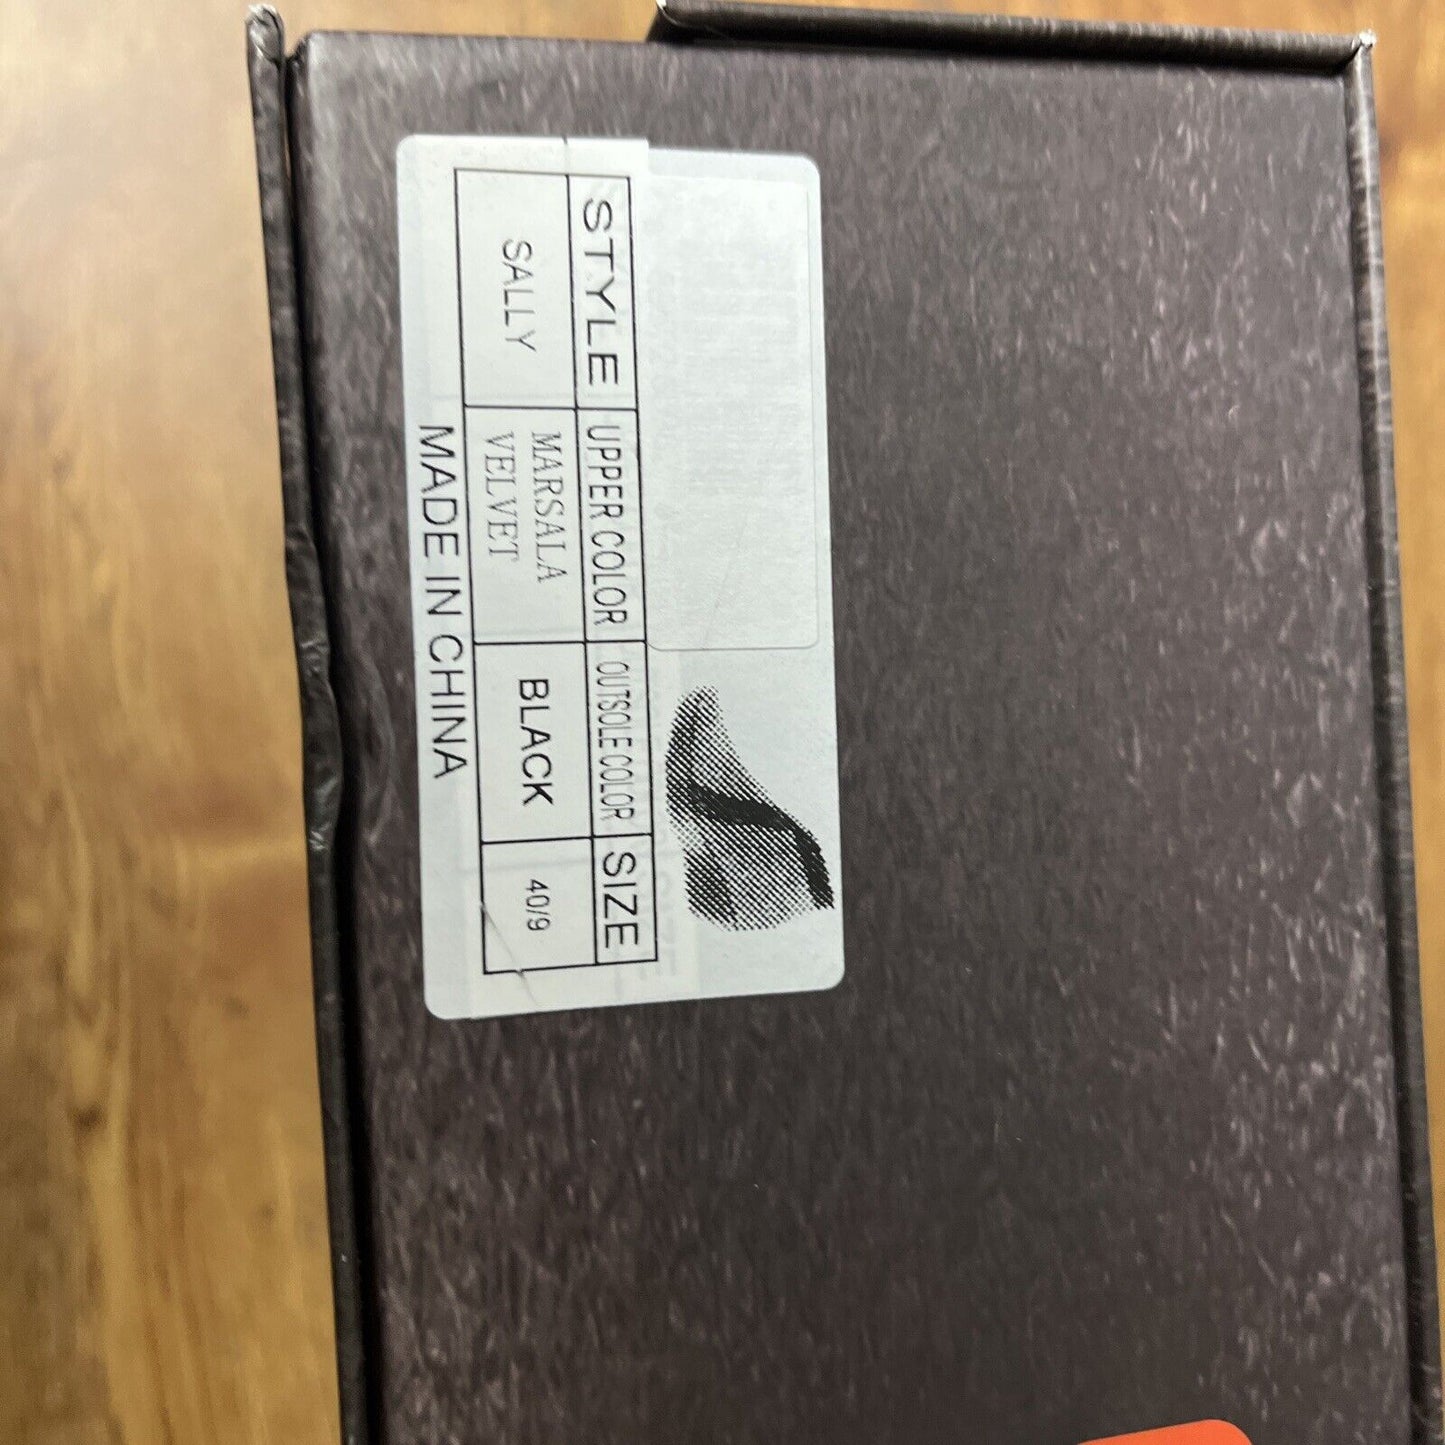 STYLE UPPER COLOR OUTSOLE COLOR SIZE
SALLY MARSALA BLACK 40/9
VELVET
MADE IN CHINA